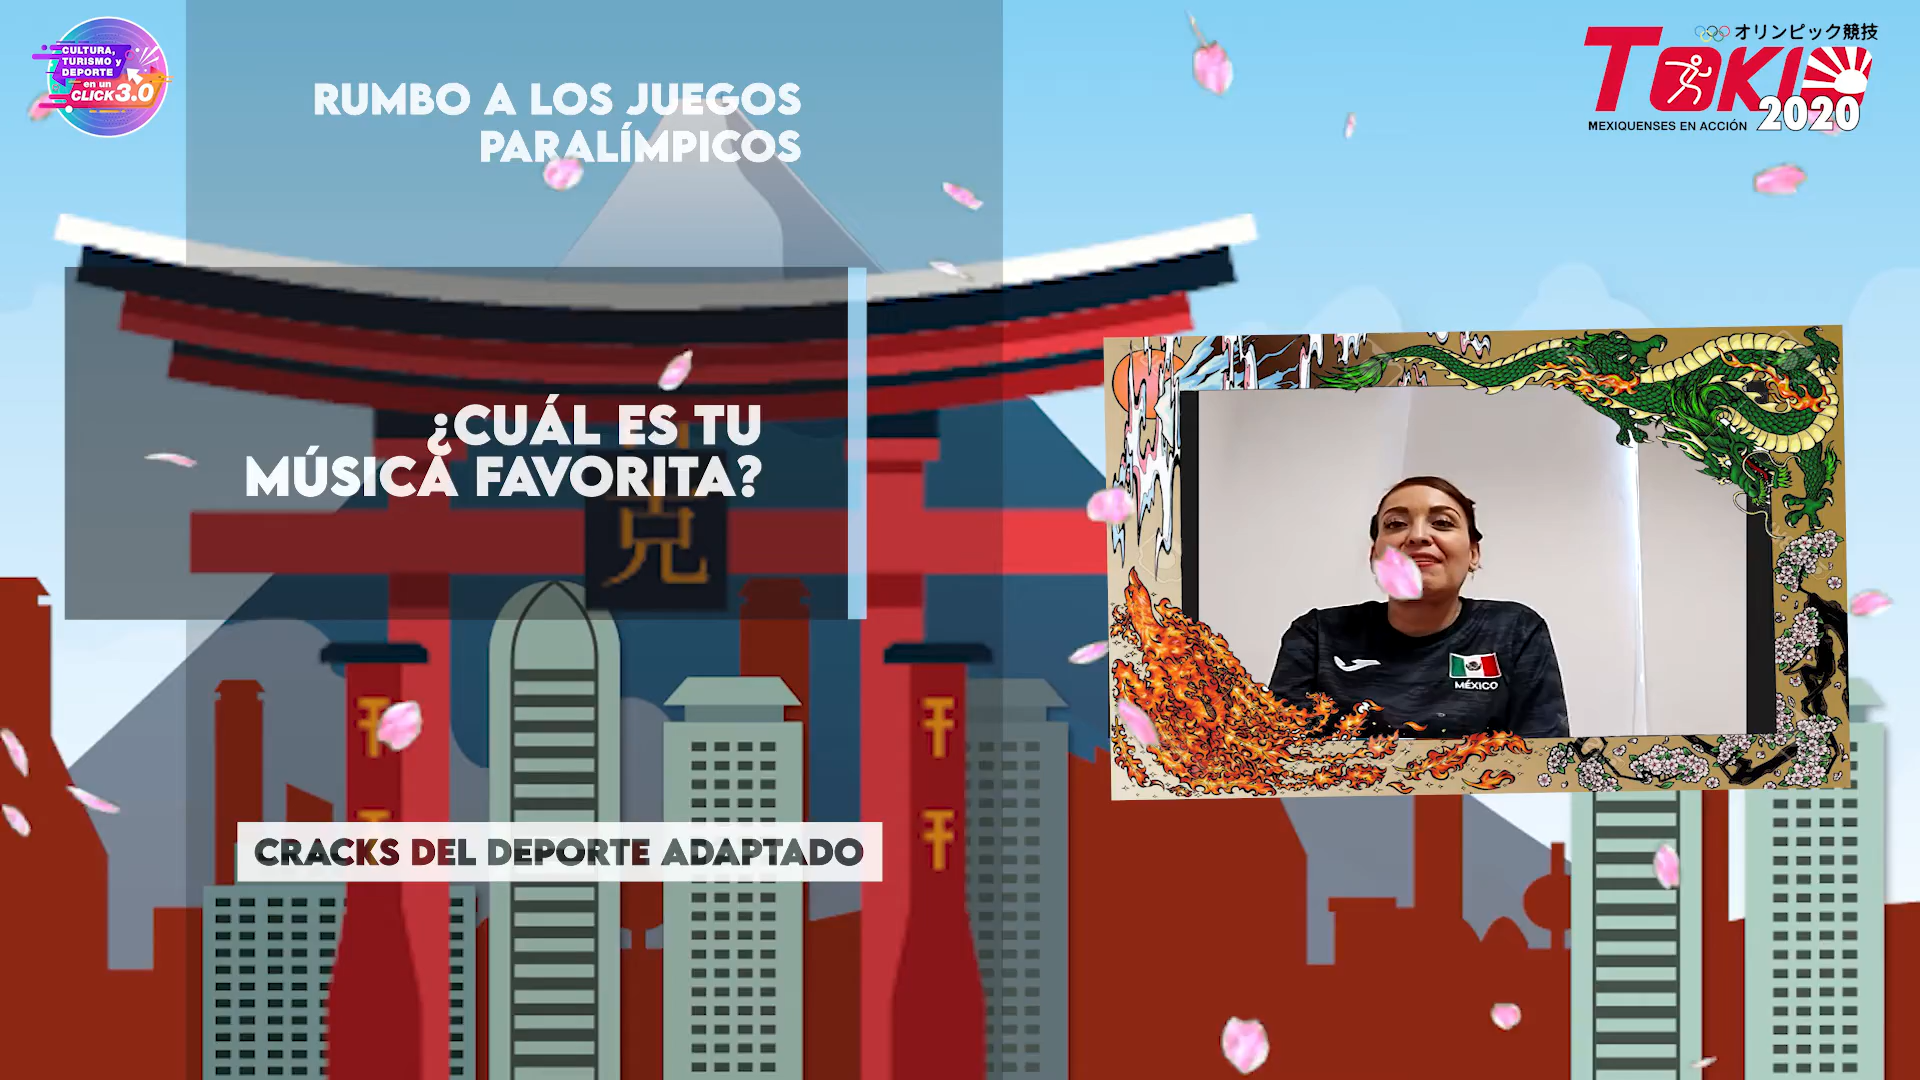 CULTURA,
TURISMO y
DEPORTE
en un
CLICK 3.0
RUMBO A LOS JUEGOS
PARALÍMPICOS
オリンピック競技
TOKIO
2020
MEXIQUENSES EN ACCIÓN
¿CUÁL ES TU
MÚSICA FAVORITA?
克
MÉXICO
CRACKS DEL DEPORTE ADAPTADO